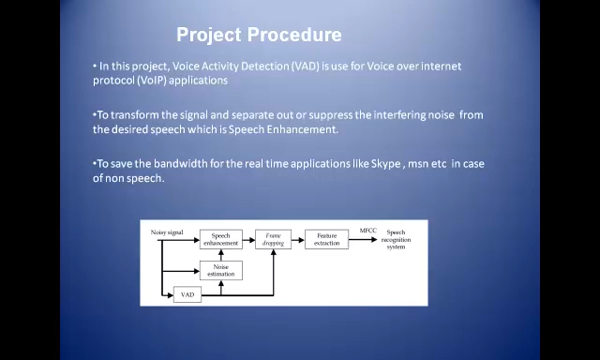 Project Procedure
• In this project, Voice Activity Detection (VAD) is use for Voice over internet
protocol (VoIP) applications
•To transform the signal and separate out or suppress the interfering noise from
the desired speech which is Speech Enhancement.
•To save the bandwidth for the real time applications like Skype , msn etc in case
of non speech.
Noisy signal
Speech
enhancement
Frame
dropping
Feature
extraction
MFCC
Speech
recognition
system
Noise
estimation
VAD